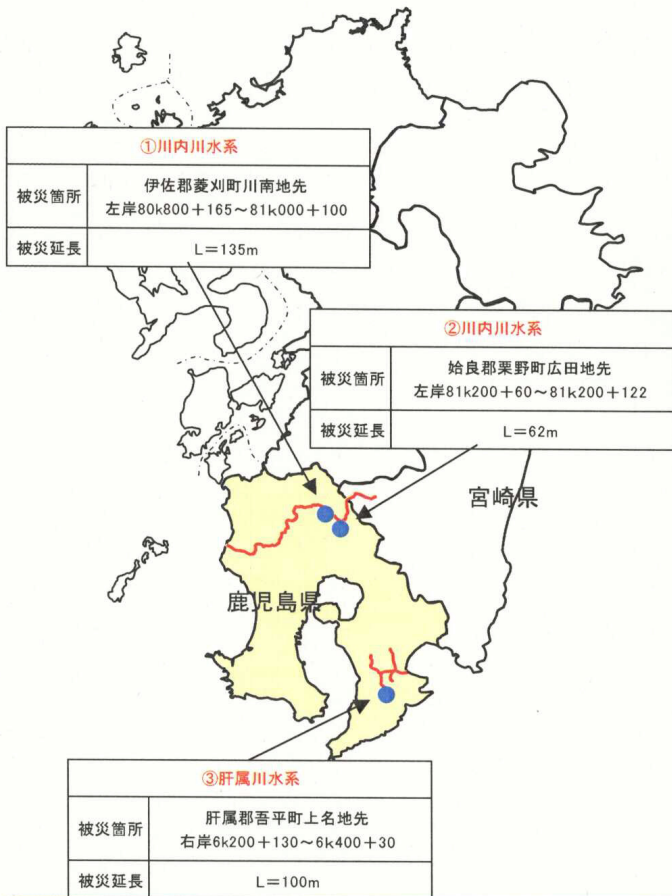 ①川内川水系
被災箇所
伊佐郡菱刈町川南地先
左岸80k800+165～81k000+100
被災延長
L=135m
②川内川水系
被災箇所
姶良郡栗野町広田地先
左岸81k200+60～81k200+122
被災延長
L=62m
宮崎県
鹿児島県
③肝属川水系
被災箇所
肝属郡吾平町上名地先
右岸6k200+130～6k400+30
被災延長
L=100m